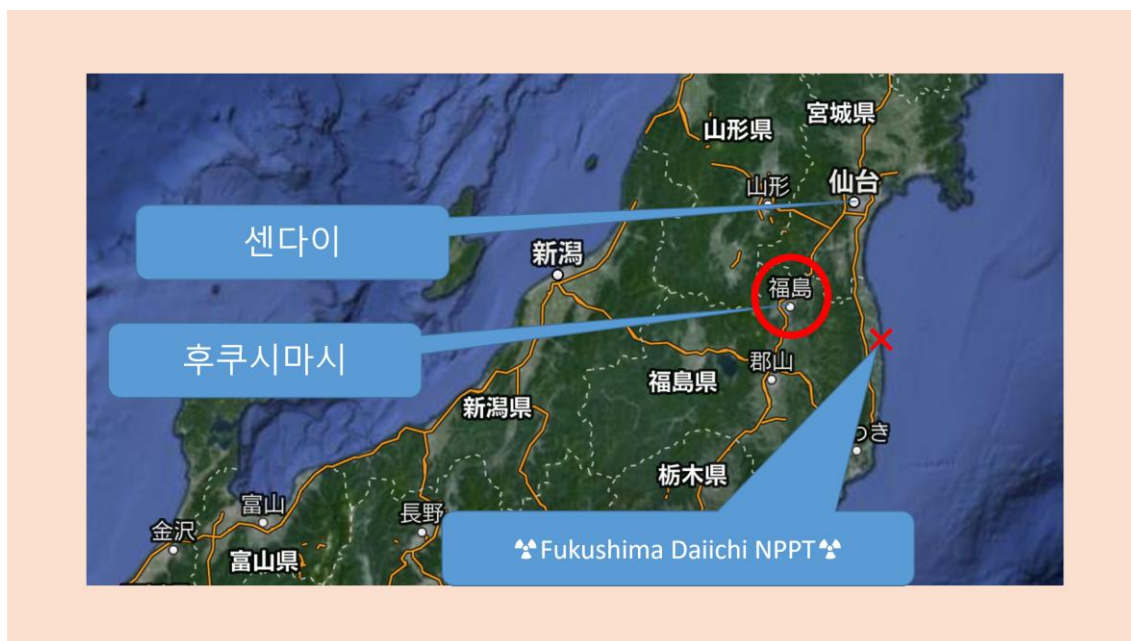 山形県
宮城県
山形
仙台
센다이
新潟
福島
후쿠시마시
郡山
福島県
新潟県
わき
栃木県
富山
長野
金沢
富山県
☢Fukushima Daiichi NPPT☢